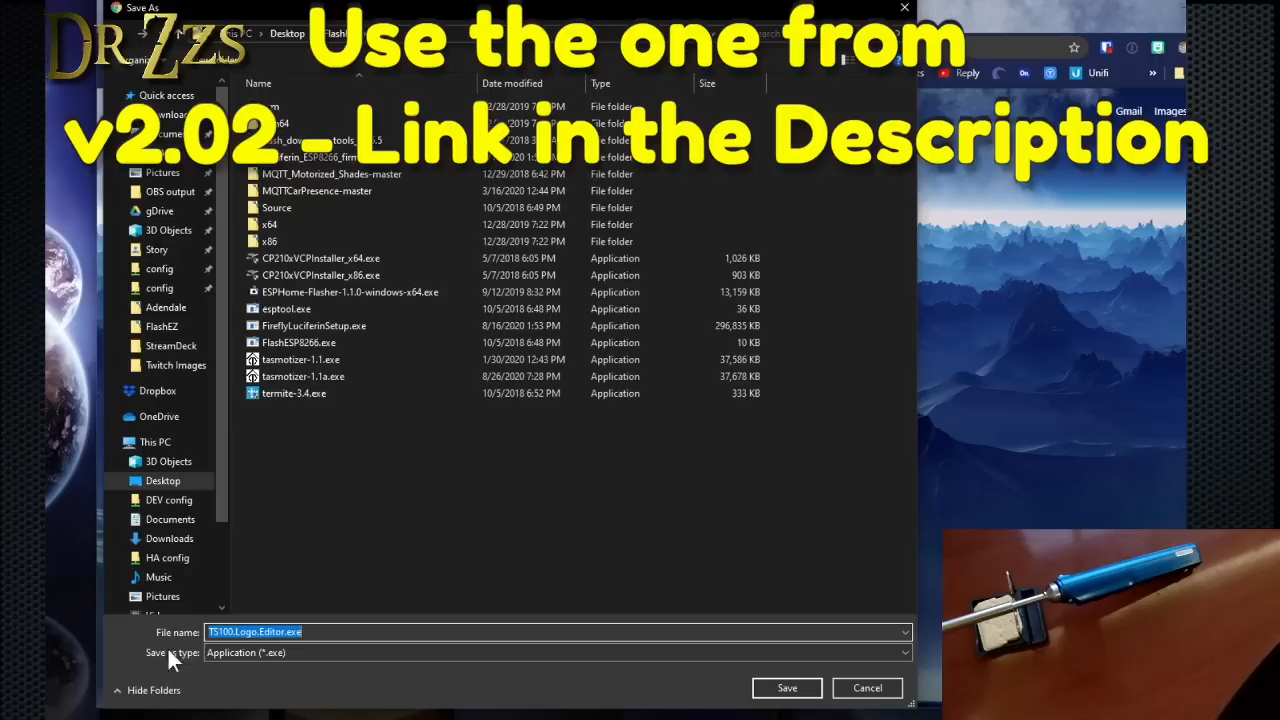 Save As
DrZzs
Use the one from
v2.02 - Link in the Description
Desktop
Reply
On
Unifi
»
Name
Date modified
Type
Size
Quick access
Gmail
Images
MQTT_Motorized_Shades-master 12/29/2018 6:42 PM File folder
MQTTCarPresence-master 3/16/2020 12:44 PM File folder
Source 10/5/2018 6:49 PM File folder
x64 12/28/2019 7:22 PM File folder
x86 12/28/2019 7:22 PM File folder
CP210xVCPInstaller_x64.exe 5/7/2018 6:05 PM Application 1,026 KB
CP210xVCPInstaller_x86.exe 5/7/2018 6:05 PM Application 903 KB
ESPHome-Flasher-1.1.0-windows-x64.exe 9/12/2019 8:32 PM Application 13,159 KB
esptool.exe 10/5/2018 6:48 PM Application 36 KB
FireflyLuciferinSetup.exe 8/16/2020 1:53 PM Application 296,835 KB
FlashESP8266.exe 10/5/2018 6:48 PM Application 10 KB
tasmotizer-1.1.exe 1/30/2020 12:43 PM Application 37,586 KB
tasmotizer-1.1a.exe 8/26/2020 7:28 PM Application 37,678 KB
termite-3.4.exe 10/5/2018 6:52 PM Application 333 KB
Pictures
OBS output
gDrive
3D Objects
Story
config
config
Adendale
FlashEZ
StreamDeck
Twitch Images
Dropbox
OneDrive
This PC
3D Objects
Desktop
DEV config
Documents
Downloads
HA config
Music
Pictures
File name: TS100.Logo.Editor.exe
Save as type: Application (*.exe)
Hide Folders
Save
Cancel